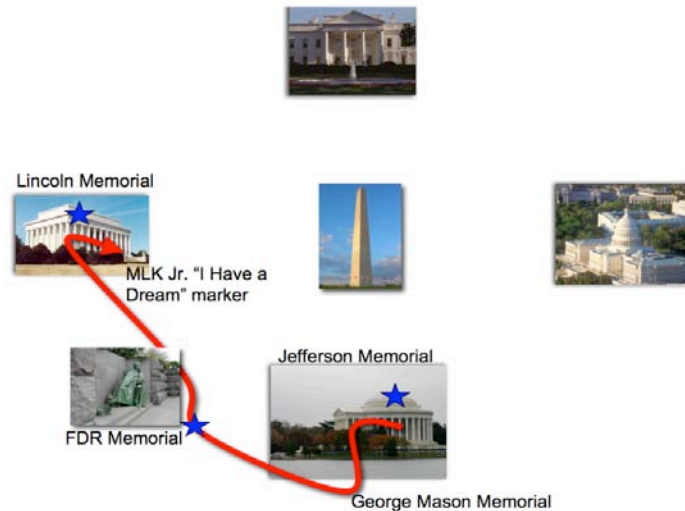 Lincoln Memorial
MLK Jr. “I Have a
Dream” marker
Jefferson Memorial
FDR Memorial
George Mason Memorial